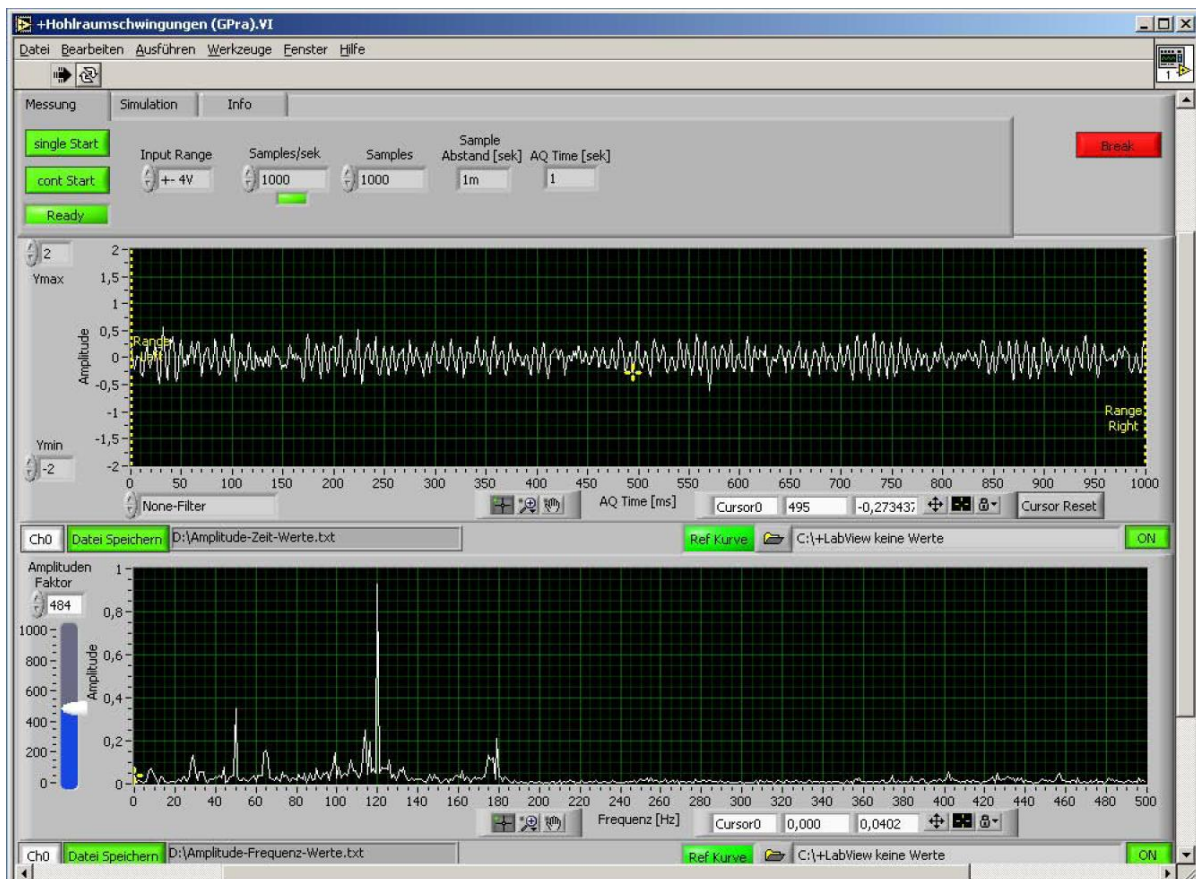 +Hohlraumschwingungen (GPra).VI
Datei Bearbeiten Ausführen Werkzeuge Fenster Hilfe
1
Messung Simulation Info
single Start
cont Start
Ready
Input Range
+- 4V
Samples/sek
1000
Samples
1000
Sample
Abstand [sek]
1m
AQ Time [sek]
1
Break
2
Ymax
Ymin
-2
Amplitude
2
1,5
1
0,5
0
-0,5
-1
-1,5
-2
Range
Left
Range
Right
0 50 100 150 200 250 300 350 400 450 500 550 600 650 700 750 800 850 900 950 1000
None-Filter
AQ Time [ms]
Cursor0 495 -0,273437
Cursor Reset
Ch0 Datei Speichern D:\Amplitude-Zeit-Werte.txt
Ref Kurve C:\+LabView keine Werte ON
Amplituden
Faktor
484
1000
800
600
400
200
0
Amplitude
1
0,8
0,6
0,4
0,2
0
0 20 40 60 80 100 120 140 160 180 200 220 240 260 280 300 320 340 360 380 400 420 440 460 480 500
Frequenz [Hz]
Cursor0 0,000 0,0402
Ch0 Datei Speichern D:\Amplitude-Frequenz-Werte.txt
Ref Kurve C:\+LabView keine Werte ON